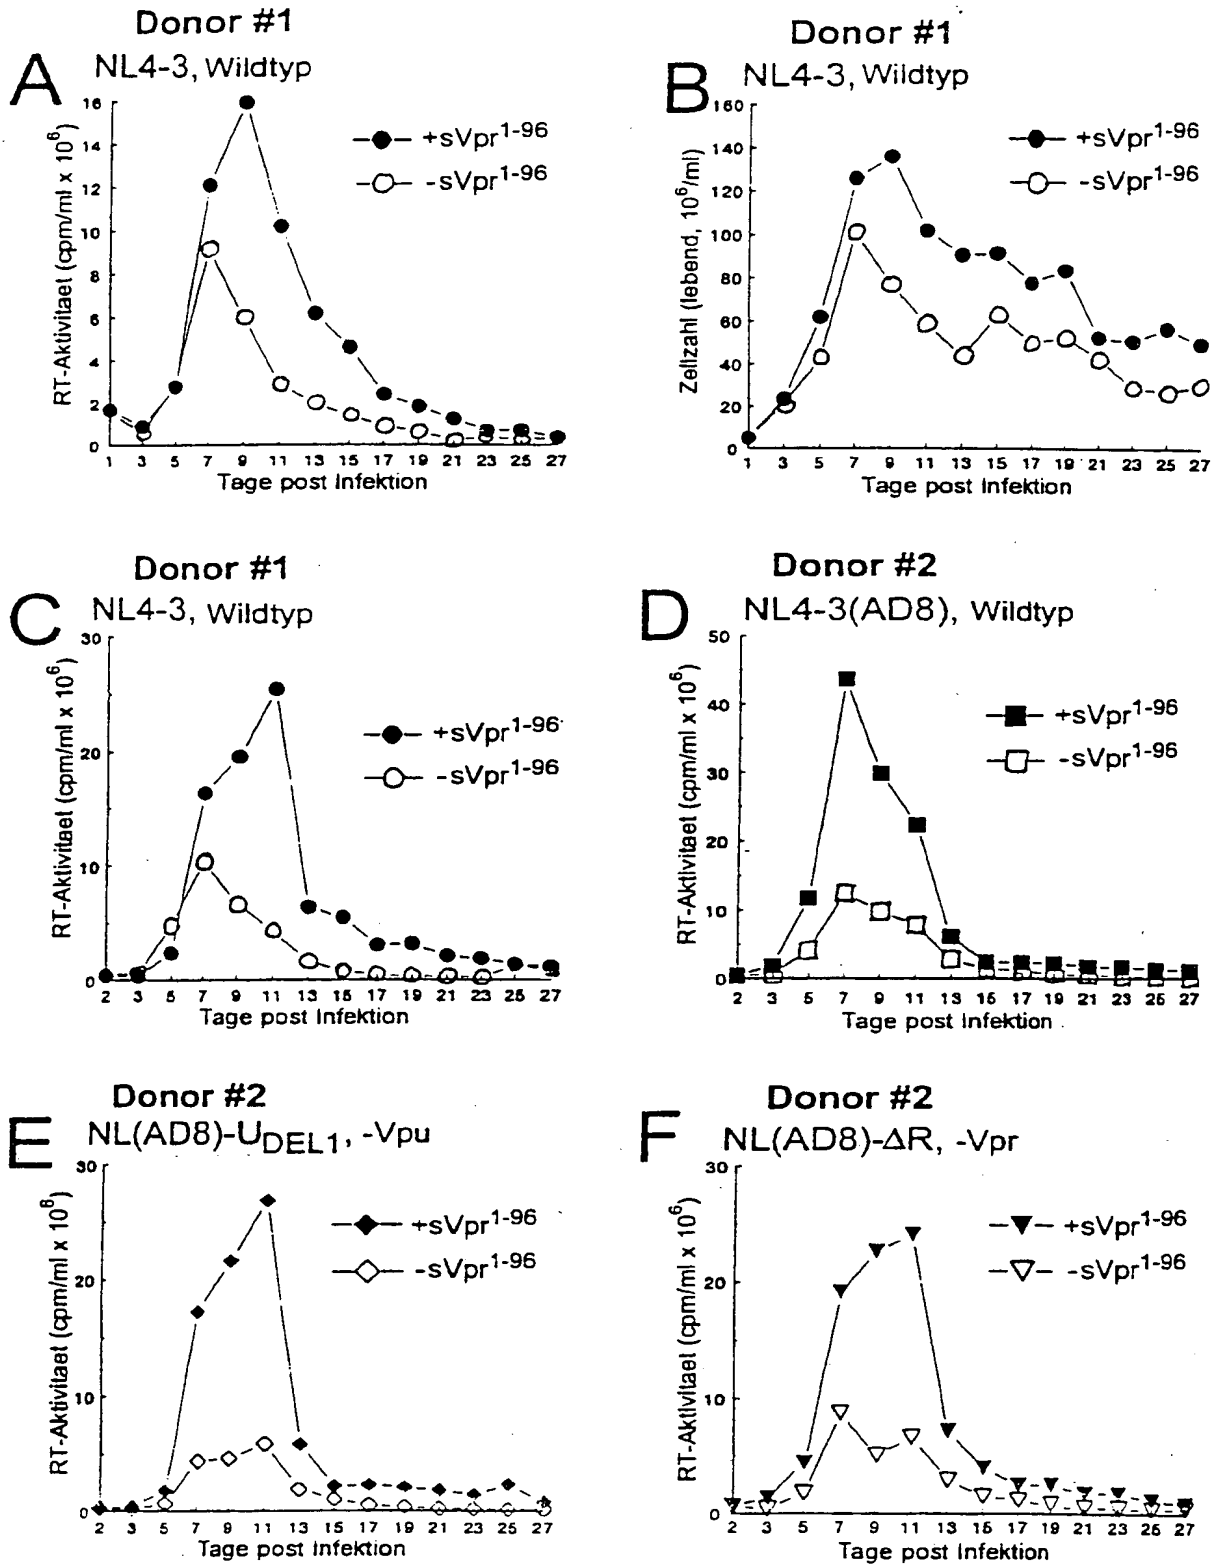 Donor #1
A NL4-3, Wildtyp
RT-Aktivitaet (cpm/ml x 10⁶)
16
14
12
10
8
6
4
2
0
+sVpr¹⁻⁹⁶
-sVpr¹⁻⁹⁶
1 3 5 7 9 11 13 15 17 19 21 23 25 27
Tage post Infektion
Donor #1
B NL4-3, Wildtyp
Zellzahl (lebend, 10⁶/ml)
160
140
120
100
80
60
40
20
0
+sVpr¹⁻⁹⁶
-sVpr¹⁻⁹⁶
1 3 5 7 9 11 13 15 17 19 21 23 25 27
Tage post Infektion
Donor #1
C NL4-3, Wildtyp
RT-Aktivitaet (cpm/ml x 10⁶)
30
20
10
0
+sVpr¹⁻⁹⁶
-sVpr¹⁻⁹⁶
2 3 5 7 9 11 13 15 17 19 21 23 25 27
Tage post Infektion
Donor #2
D NL4-3(AD8), Wildtyp
RT-Aktivitaet (cpm/ml x 10⁶)
50
40
30
20
10
0
+sVpr¹⁻⁹⁶
-sVpr¹⁻⁹⁶
2 3 5 7 9 11 13 15 17 19 21 23 25 27
Tage post Infektion
Donor #2
E NL(AD8)-U_DEL1, -Vpu
RT-Aktivitaet (cpm/ml x 10⁶)
30
20
10
0
+sVpr¹⁻⁹⁶
-sVpr¹⁻⁹⁶
2 3 5 7 9 11 13 15 17 19 21 23 25 27
Tage post Infektion
Donor #2
F NL(AD8)-ΔR, -Vpr
RT-Aktivitaet (cpm/ml x 10⁶)
30
20
10
0
+sVpr¹⁻⁹⁶
-sVpr¹⁻⁹⁶
2 3 5 7 9 11 13 15 17 19 21 23 25 27
Tage post Infektion